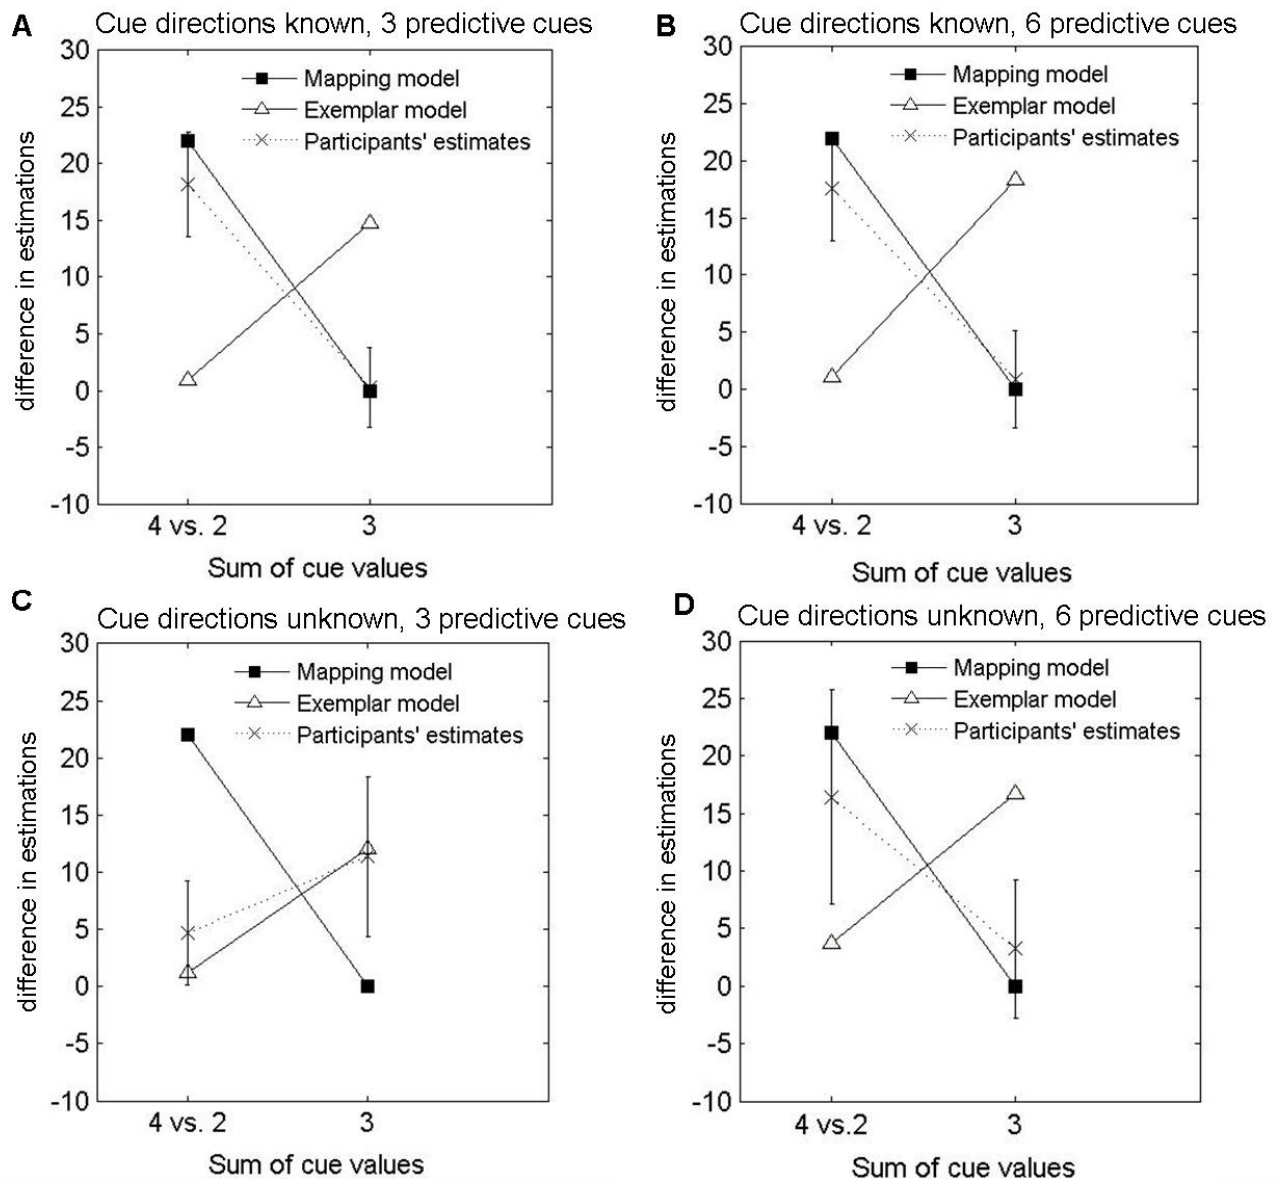 A
Cue directions known, 3 predictive cues
30
25
20
15
10
5
0
-5
-10
difference in estimations
Mapping model
Exemplar model
Participants' estimates
4 vs. 2
3
Sum of cue values
B
Cue directions known, 6 predictive cues
30
25
20
15
10
5
0
-5
-10
difference in estimations
Mapping model
Exemplar model
Participants' estimates
4 vs. 2
3
Sum of cue values
C
Cue directions unknown, 3 predictive cues
30
25
20
15
10
5
0
-5
-10
difference in estimations
Mapping model
Exemplar model
Participants' estimates
4 vs. 2
3
Sum of cue values
D
Cue directions unknown, 6 predictive cues
30
25
20
15
10
5
0
-5
-10
difference in estimations
Mapping model
Exemplar model
Participants' estimates
4 vs.2
3
Sum of cue values